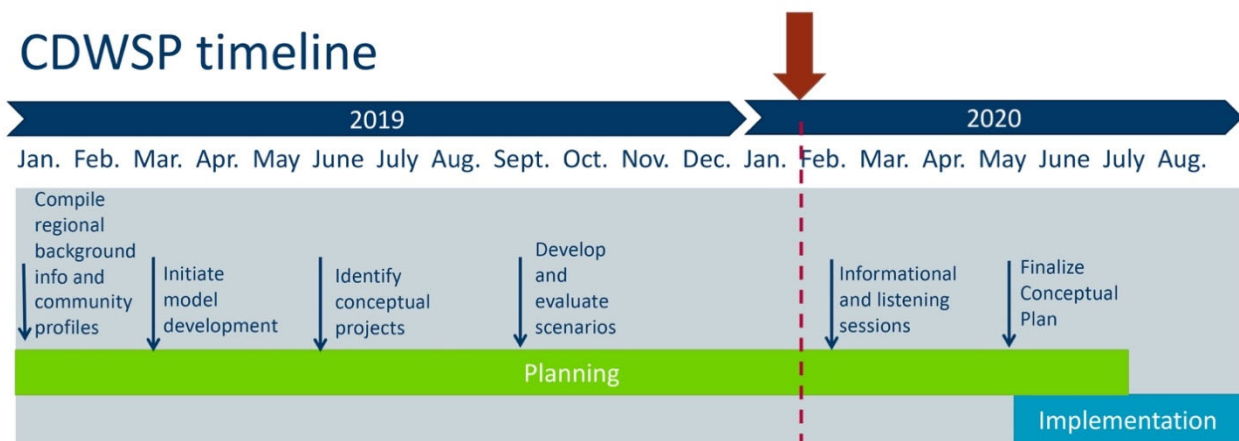 CDWSP timeline
2019
2020
Jan. Feb. Mar. Apr. May June July Aug. Sept. Oct. Nov. Dec. Jan. Feb. Mar. Apr. May June July Aug.
Compile
regional
background
info and
community
profiles
Initiate
model
development
Identify
conceptual
projects
Develop
and
evaluate
scenarios
Informational
and listening
sessions
Finalize
Conceptual
Plan
Planning
Implementation